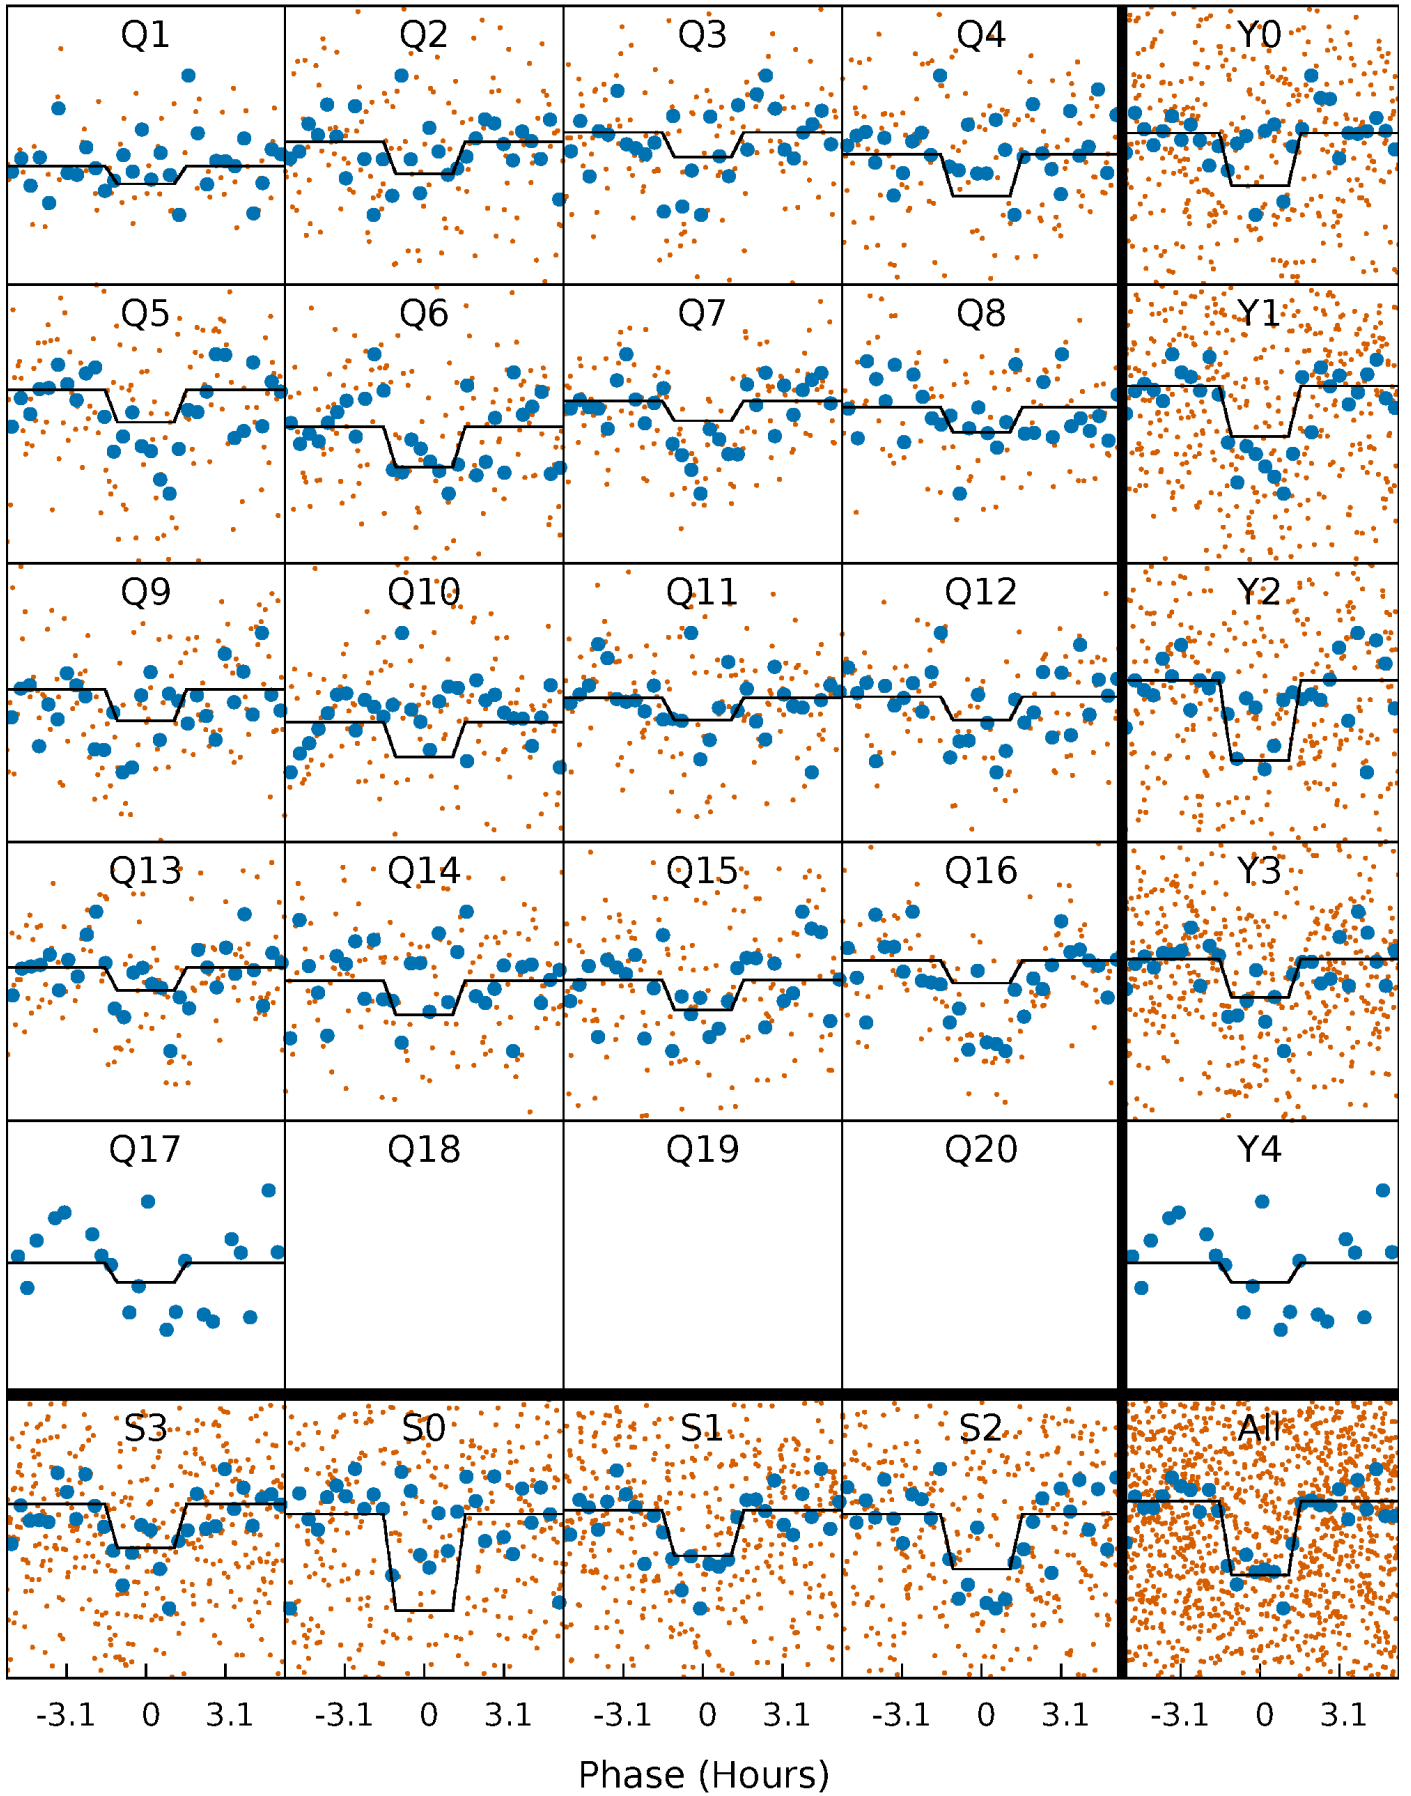 Q1 Q2 Q3 Q4 Y0
Q5 Q6 Q7 Q8 Y1
Q9 Q10 Q11 Q12 Y2
Q13 Q14 Q15 Q16 Y3
Q17 Q18 Q19 Q20 Y4
S3 S0 S1 S2 All
-3.1 0 3.1 -3.1 0 3.1 -3.1 0 3.1 -3.1 0 3.1 -3.1 0 3.1
Phase (Hours)